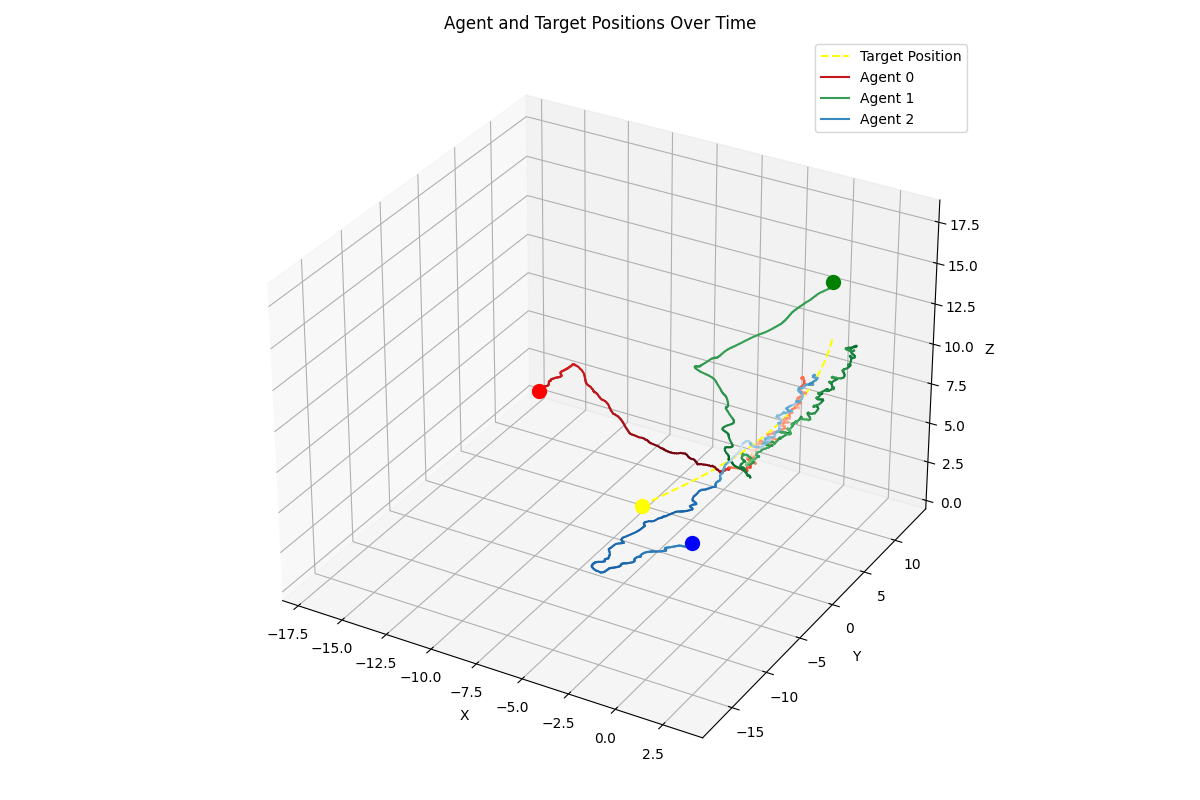 Agent and Target Positions Over Time
Target Position
Agent 0
Agent 1
Agent 2
17.5
15.0
12.5
10.0
7.5
5.0
2.5
0.0
Z
10
5
0
−5
−10
−15
Y
−17.5
−15.0
−12.5
−10.0
−7.5
−5.0
−2.5
0.0
2.5
X